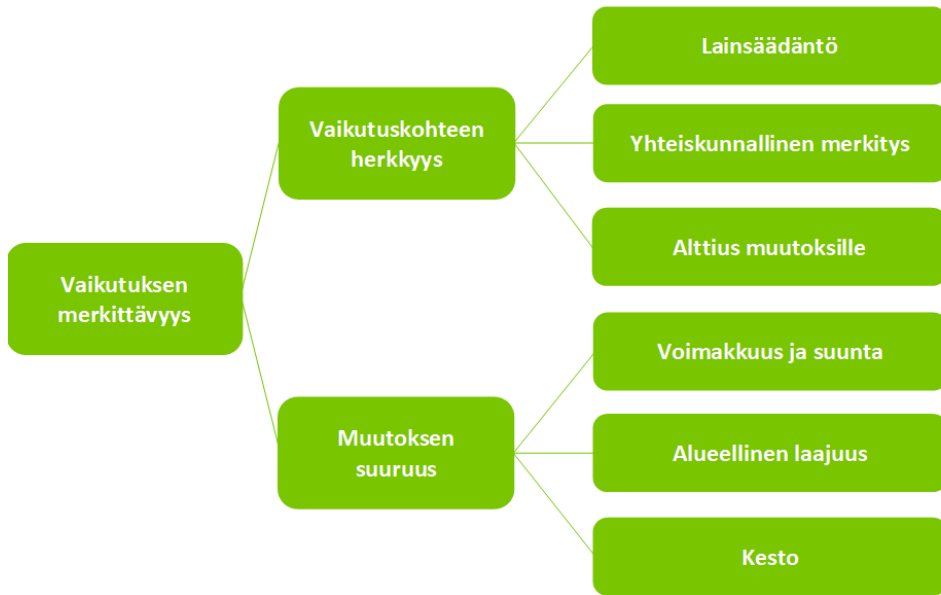 Vaikutuksen
merkittävyys
Vaikutuskohteen
herkkyys
Lainsäädäntö
Yhteiskunnallinen merkitys
Alttius muutoksille
Muutoksen
suuruus
Voimakkuus ja suunta
Alueellinen laajuus
Kesto